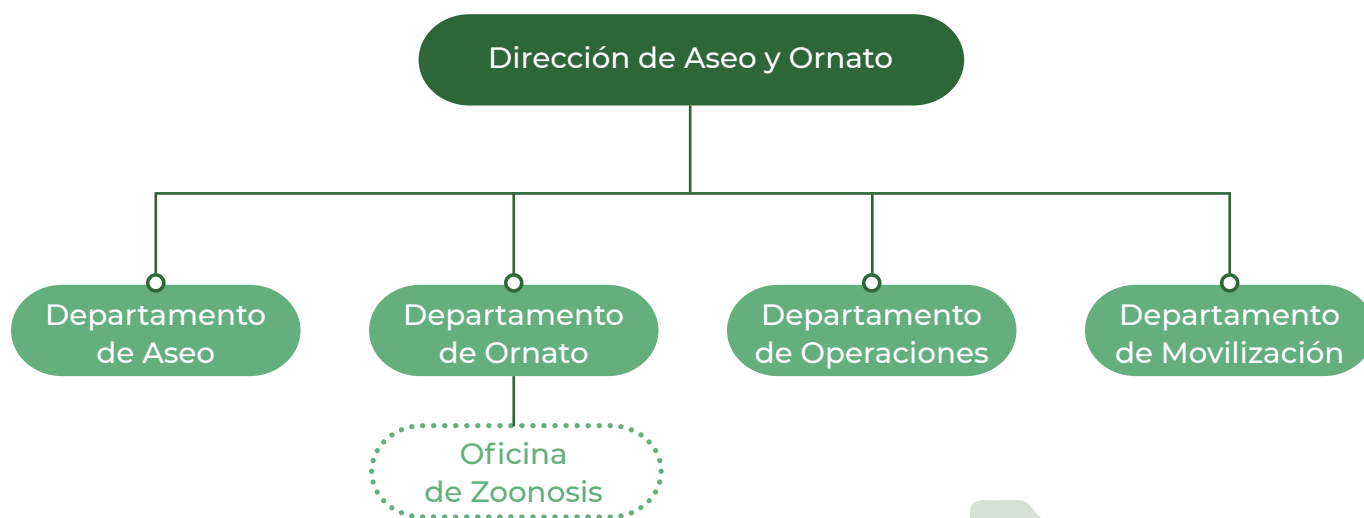 Dirección de Aseo y Ornato
Departamento
de Aseo
Departamento
de Ornato
Departamento
de Operaciones
Departamento
de Movilización
Oficina
de Zoonosis